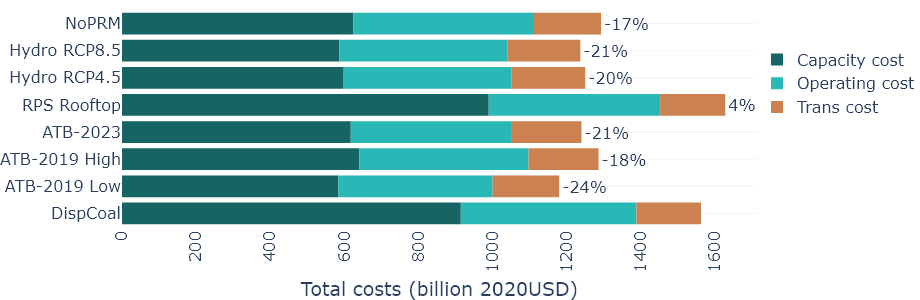 NoPRM
-17%
Hydro RCP8.5
-21%
Hydro RCP4.5
-20%
RPS Rooftop
4%
ATB-2023
-21%
ATB-2019 High
-18%
ATB-2019 Low
-24%
DispCoal
0
200
400
600
800
1000
1200
1400
1600
Total costs (billion 2020USD)
Capacity cost
Operating cost
Trans cost